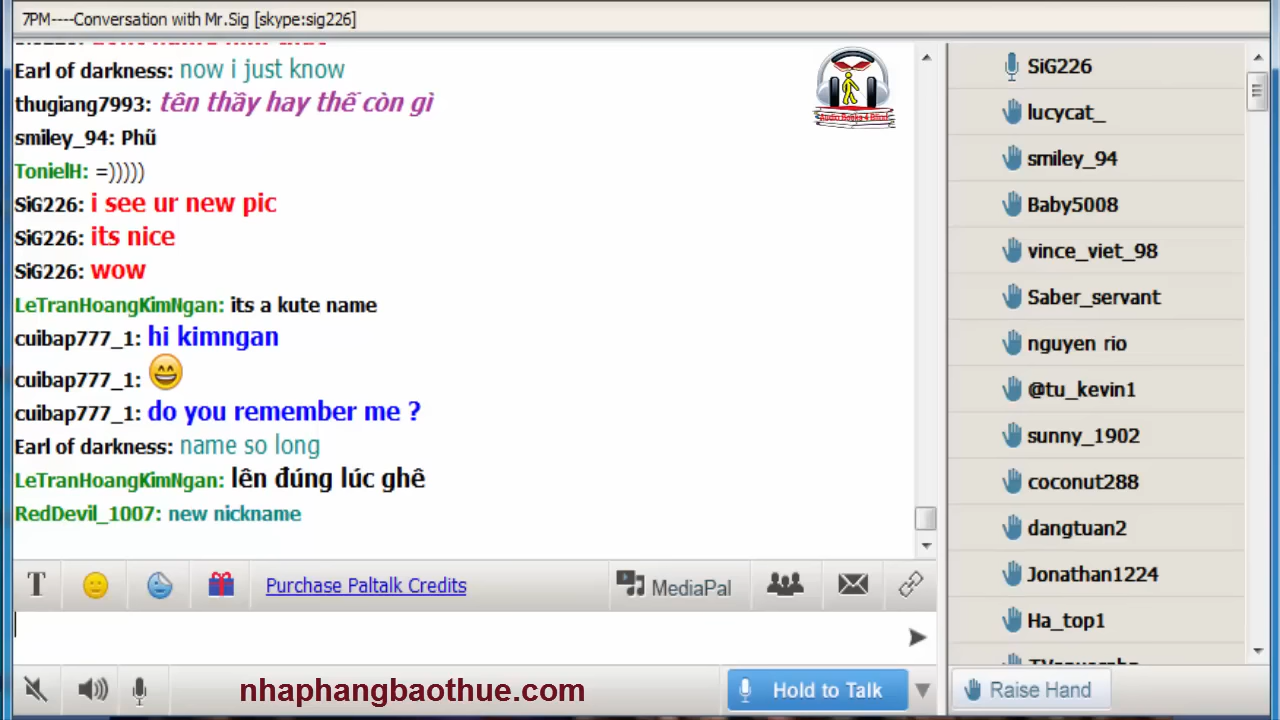 7PM----Conversation with Mr.Sig [skype:sig226]
Earl of darkness: now i just know
thugiang7993: tên thầy hay thế còn gì
smiley_94: Phũ
TonielH: =)))))
SiG226: i see ur new pic
SiG226: its nice
SiG226: wow
LeTranHoangKimNgan: its a kute name
cuibap777_1: hi kimngan
cuibap777_1:
cuibap777_1: do you remember me ?
Earl of darkness: name so long
LeTranHoangKimNgan: lên đúng lúc ghê
RedDevil_1007: new nickname
Audio Books 4 Blind
T
Purchase Paltalk Credits
MediaPal
nhaphangbaothue.com
Hold to Talk
SiG226
lucycat_
smiley_94
Baby5008
vince_viet_98
Saber_servant
nguyen rio
@tu_kevin1
sunny_1902
coconut288
dangtuan2
Jonathan1224
Ha_top1
Raise Hand